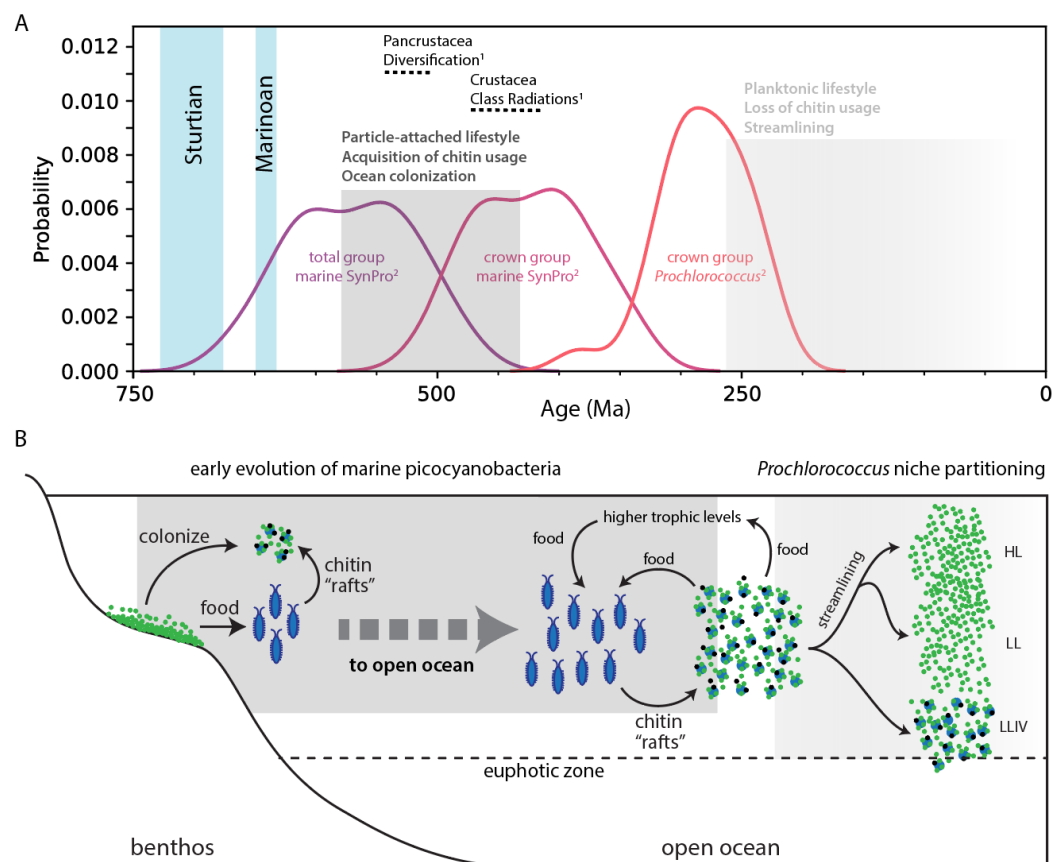 A
0.012
0.010
0.008
0.006
0.004
0.002
0.000
Probability
Sturtian
Marinoan
Pancrustacea
Diversification¹
Crustacea
Class Radiations¹
Particle-attached lifestyle
Acquisition of chitin usage
Ocean colonization
Planktonic lifestyle
Loss of chitin usage
Streamlining
total group
marine SynPro²
crown group
marine SynPro²
crown group
Prochlorococcus²
750
500
250
0
Age (Ma)
B
early evolution of marine picocyanobacteria
Prochlorococcus niche partitioning
colonize
chitin
"rafts"
food
to open ocean
higher trophic levels
food
food
food
chitin
"rafts"
streamlining
HL
LL
LLIV
euphotic zone
benthos
open ocean